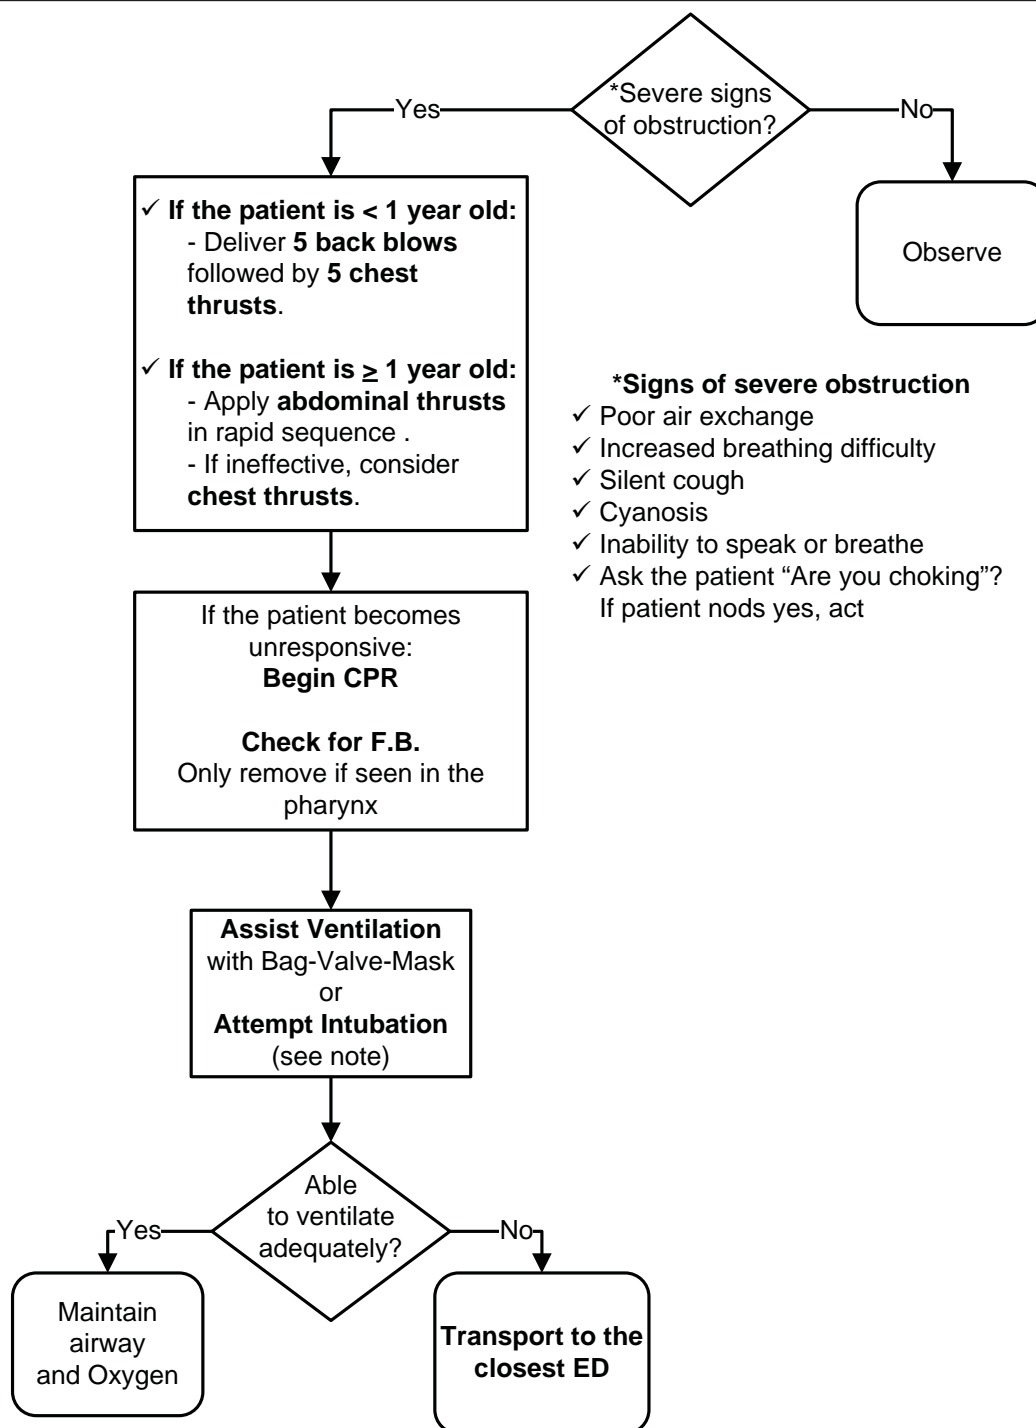 *Severe signs
of obstruction?
Yes
No
✓ If the patient is < 1 year old:
- Deliver 5 back blows
followed by 5 chest
thrusts.
✓ If the patient is ≥ 1 year old:
- Apply abdominal thrusts
in rapid sequence .
- If ineffective, consider
chest thrusts.
Observe
*Signs of severe obstruction
✓ Poor air exchange
✓ Increased breathing difficulty
✓ Silent cough
✓ Cyanosis
✓ Inability to speak or breathe
✓ Ask the patient “Are you choking”?
If patient nods yes, act
If the patient becomes
unresponsive:
Begin CPR
Check for F.B.
Only remove if seen in the
pharynx
Assist Ventilation
with Bag-Valve-Mask
or
Attempt Intubation
(see note)
Able
to ventilate
adequately?
Yes
No
Maintain
airway
and Oxygen
Transport to the
closest ED